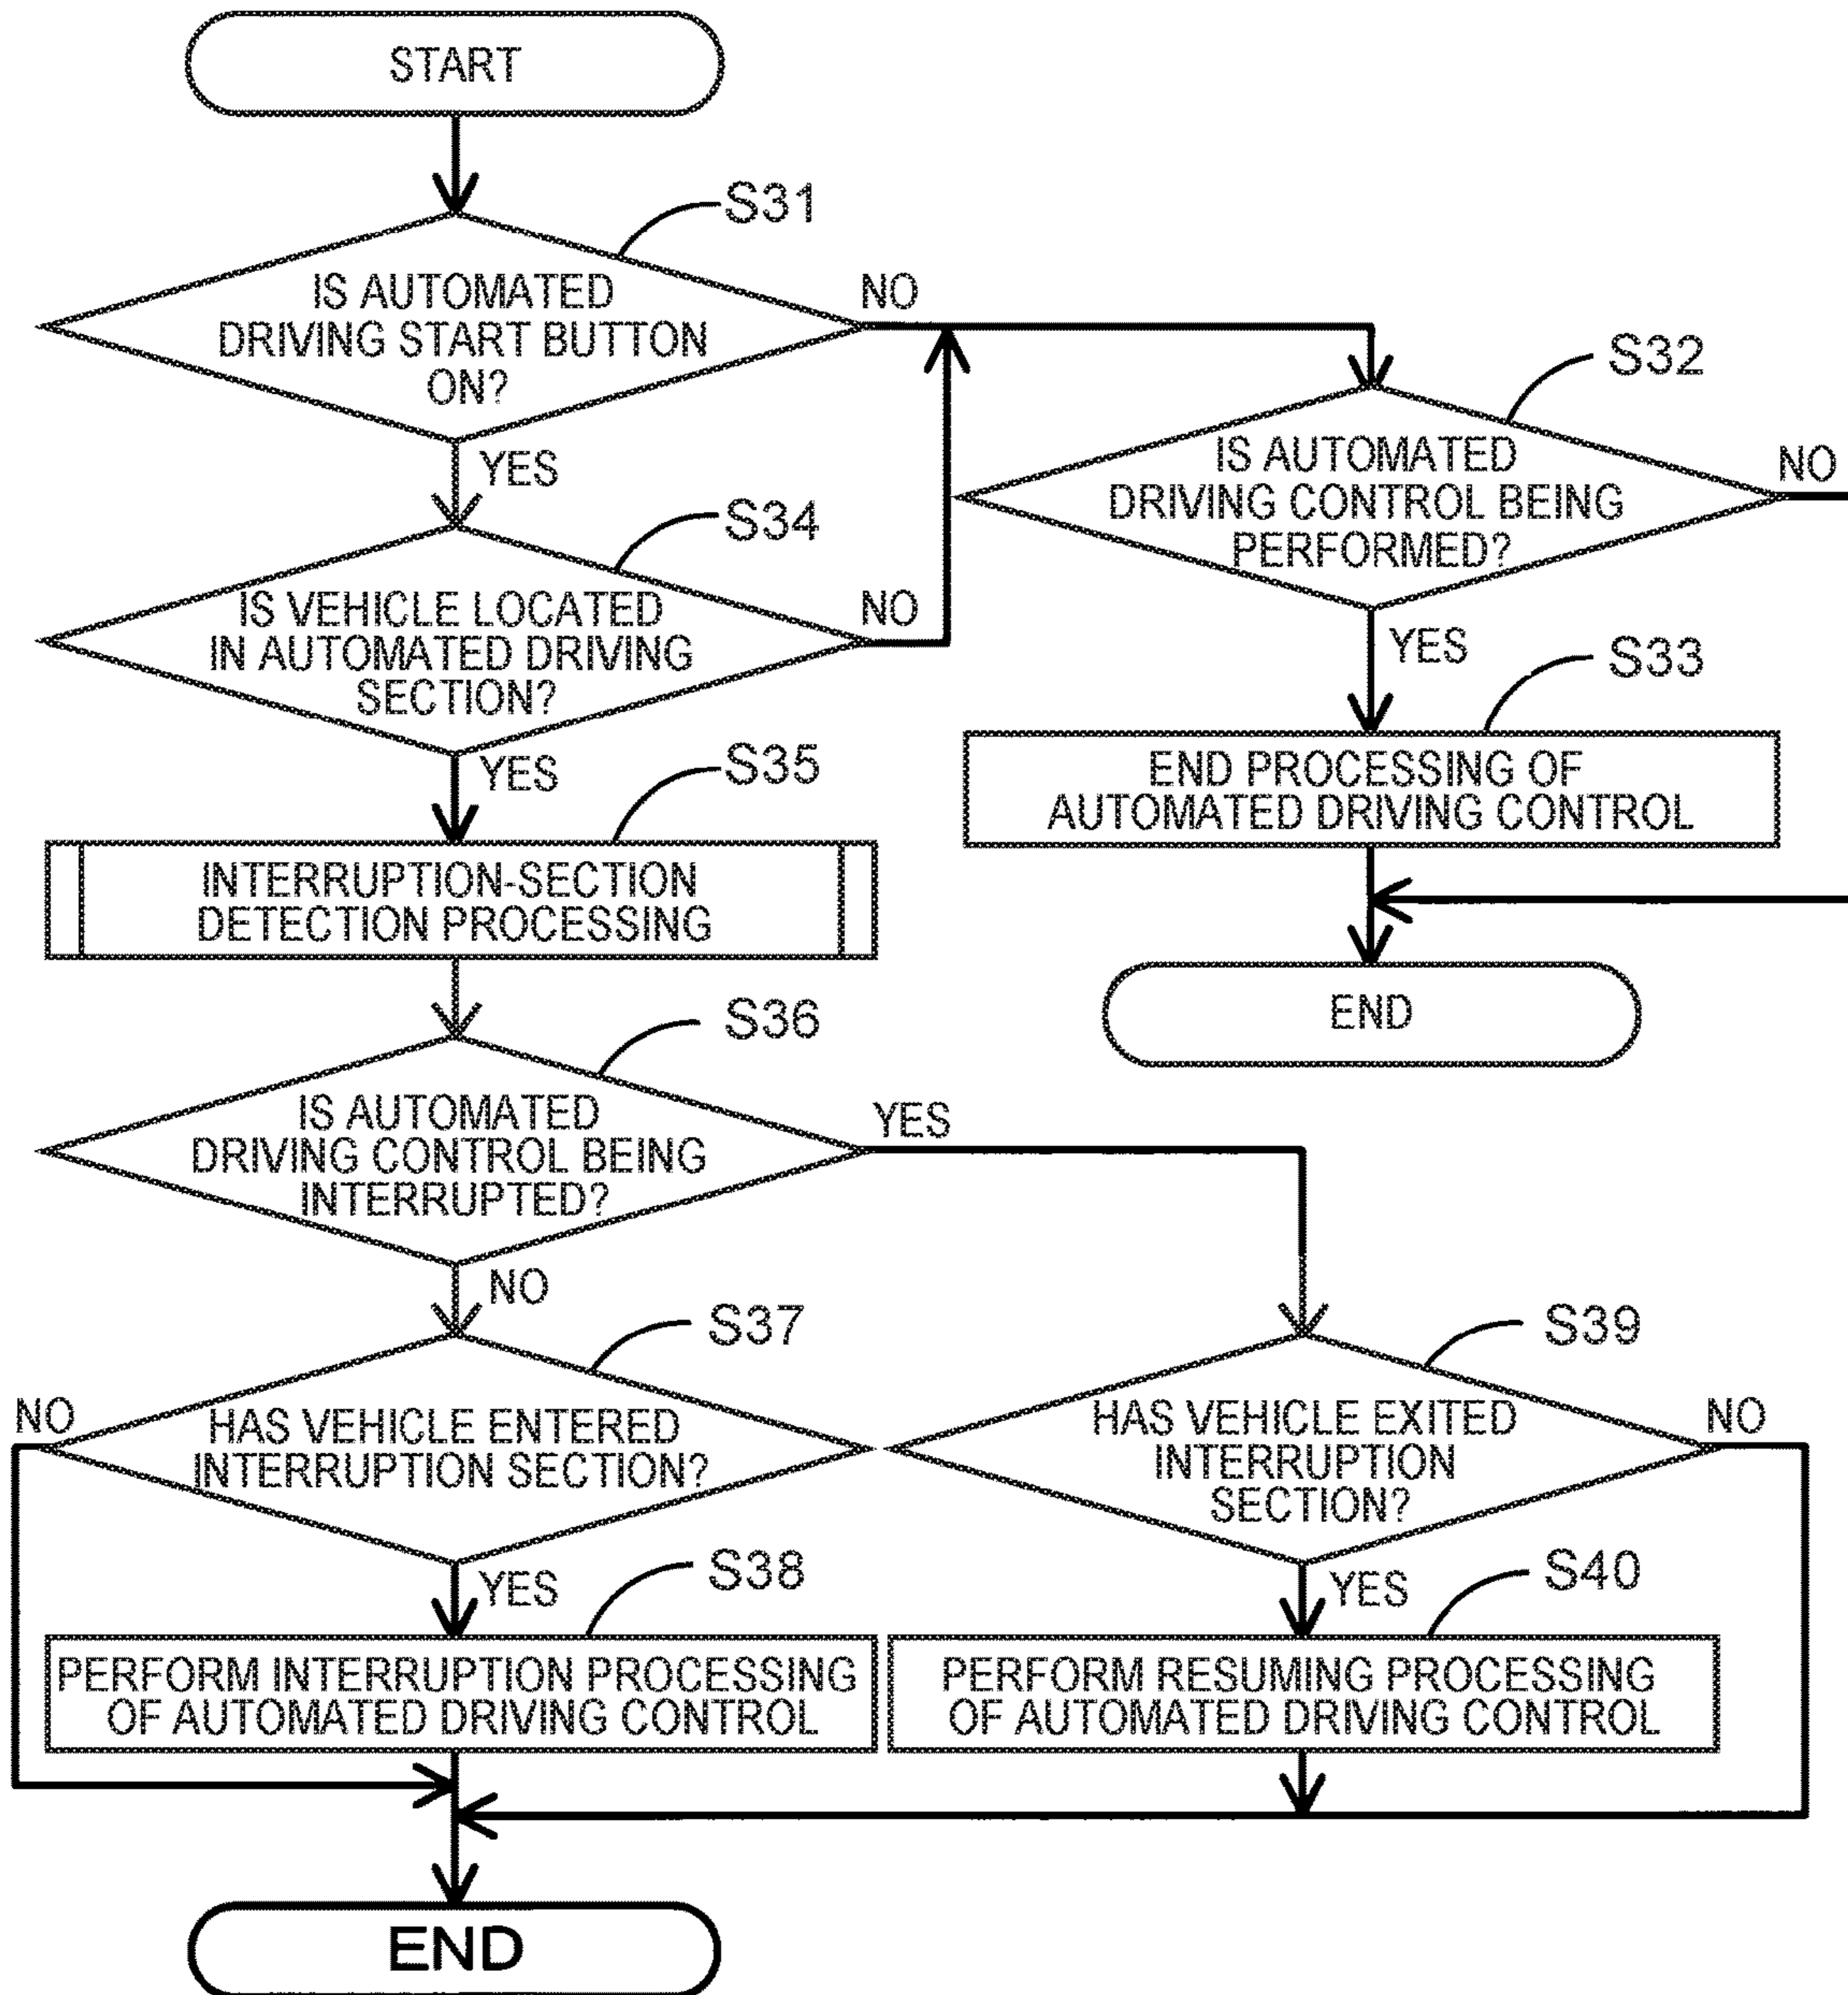 START
S31
IS AUTOMATED
DRIVING START BUTTON
ON?
NO
YES
S32
IS AUTOMATED
DRIVING CONTROL BEING
PERFORMED?
NO
YES
S33
END PROCESSING OF
AUTOMATED DRIVING CONTROL
END
S34
IS VEHICLE LOCATED
IN AUTOMATED DRIVING
SECTION?
NO
YES
S35
INTERRUPTION-SECTION
DETECTION PROCESSING
S36
IS AUTOMATED
DRIVING CONTROL BEING
INTERRUPTED?
YES
NO
S37
HAS VEHICLE ENTERED
INTERRUPTION SECTION?
NO
YES
S38
PERFORM INTERRUPTION PROCESSING
OF AUTOMATED DRIVING CONTROL
S39
HAS VEHICLE EXITED
INTERRUPTION
SECTION?
NO
YES
S40
PERFORM RESUMING PROCESSING
OF AUTOMATED DRIVING CONTROL
END